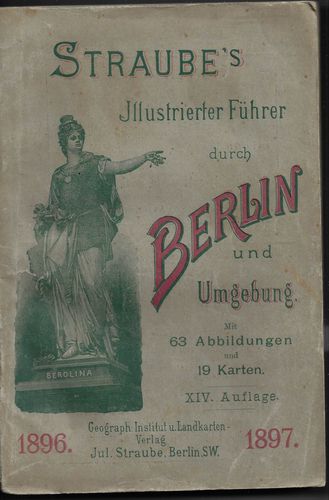 STRAUBE's
Jllustrierter Führer
durch
BERLIN
und
Umgebung.
Mit
63 Abbildungen
und
19 Karten.
XIV. Auflage.
BEROLINA
1896.
Geograph. Institut u. Landkarten-
Verlag
Jul. Straube, Berlin, SW.
1897.